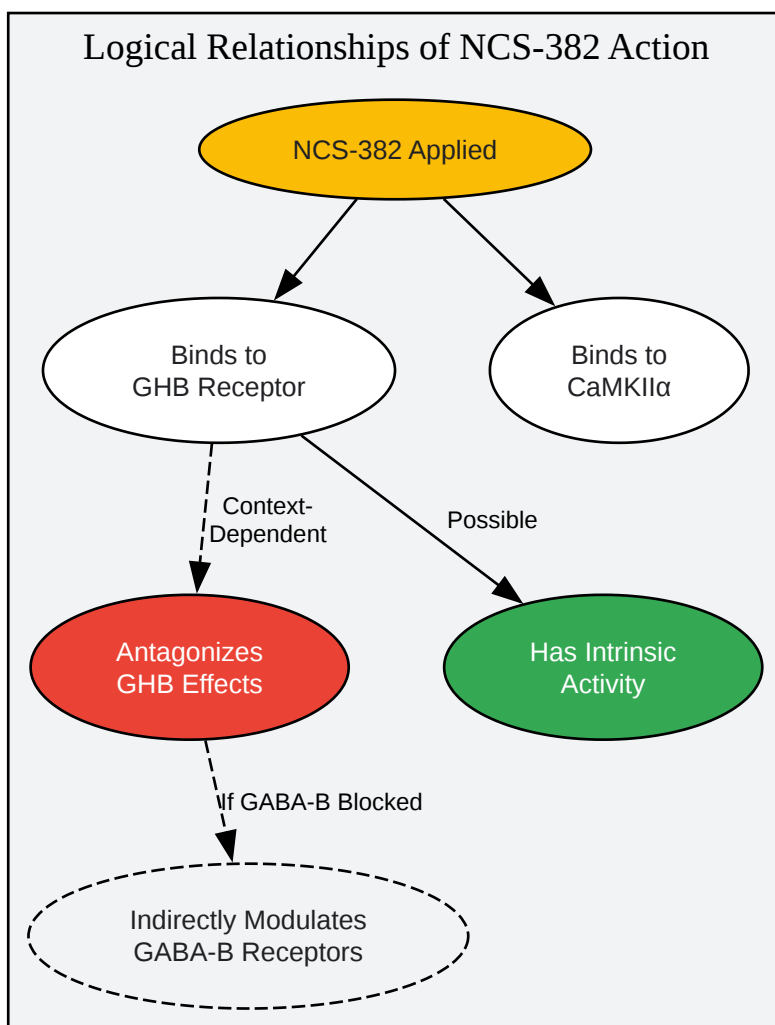 Logical Relationships of NCS-382 Action
NCS-382 Applied
Binds to
GHB Receptor
Binds to
CaMKIIα
Context-
Dependent
Possible
Antagonizes
GHB Effects
Has Intrinsic
Activity
If GABA-B Blocked
Indirectly Modulates
GABA-B Receptors